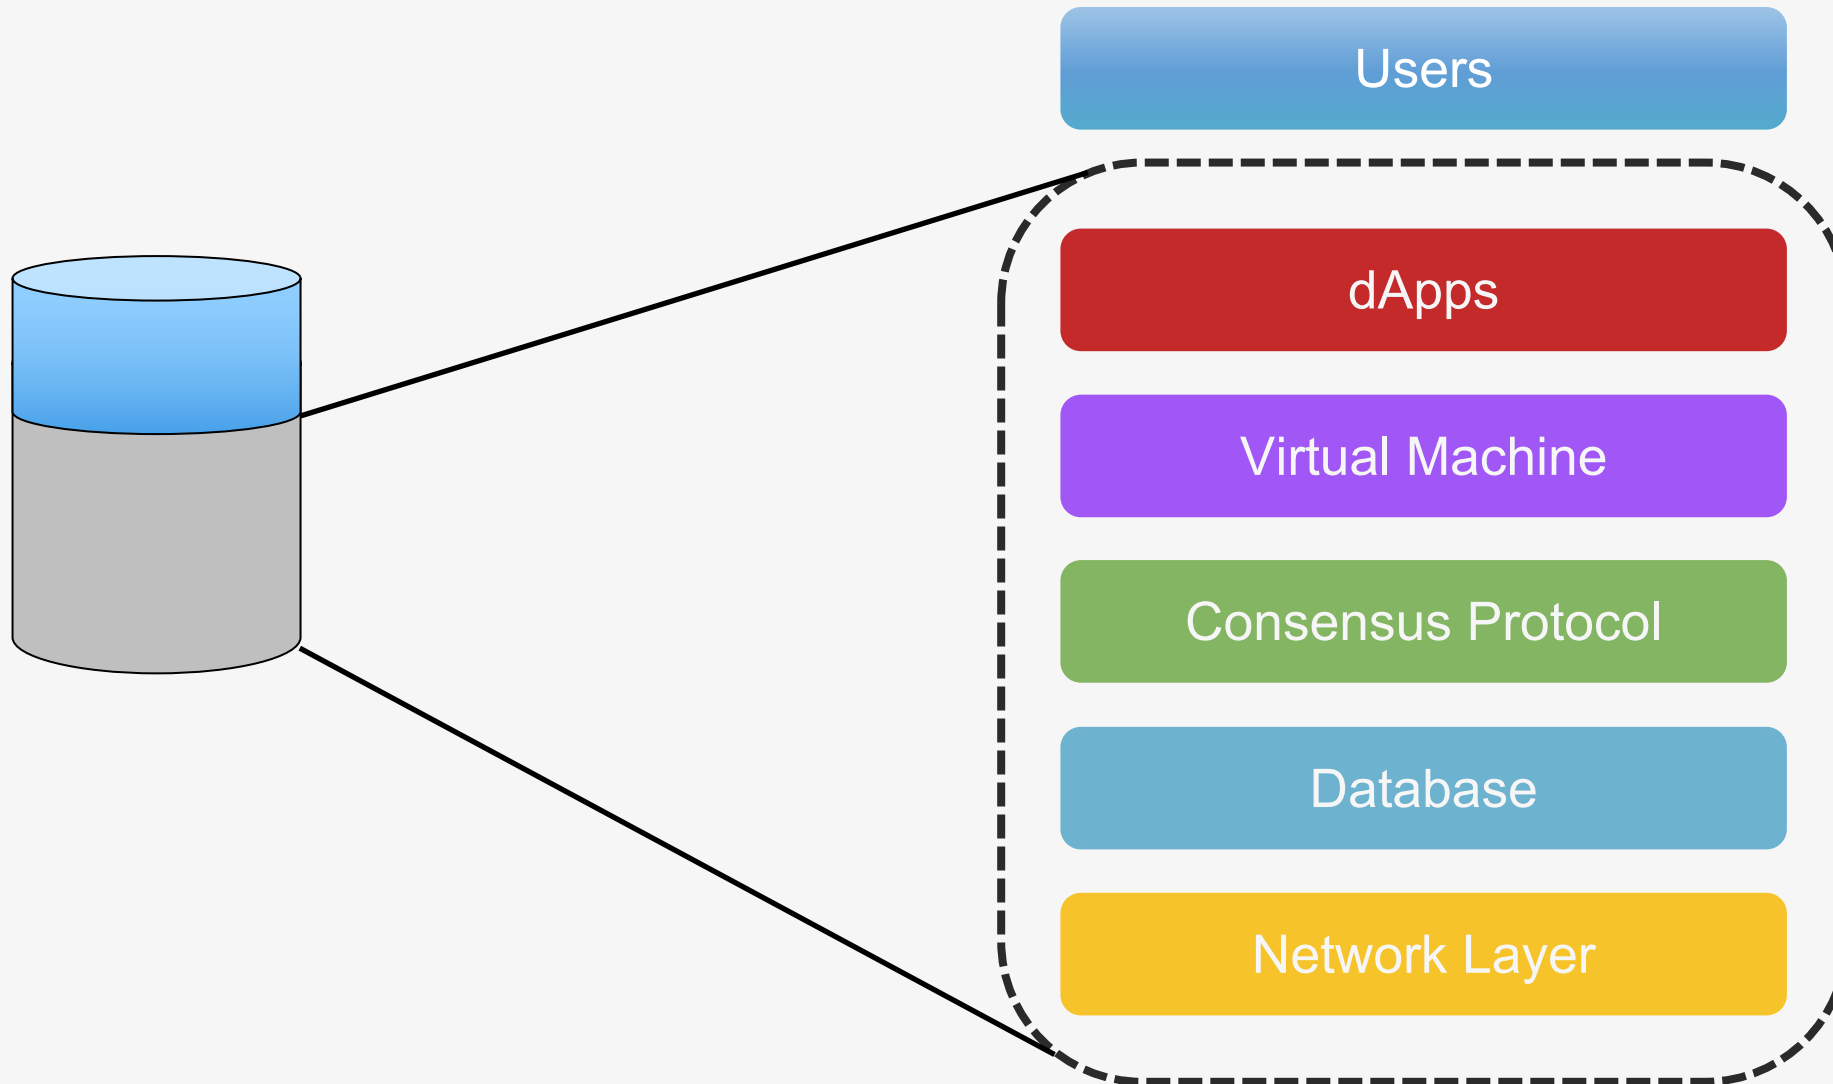 Users
dApps
Virtual Machine
Consensus Protocol
Database
Network Layer